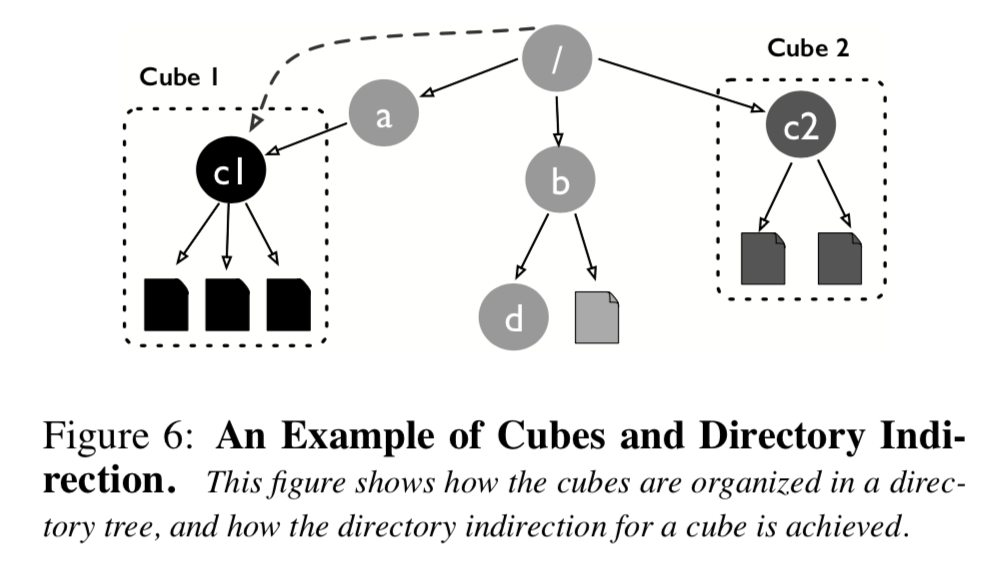 Cube 2
Cube 1
/
a
c1
c2
b
d
Figure 6: An Example of Cubes and Directory Indi-
rection. This figure shows how the cubes are organized in a direc-
tory tree, and how the directory indirection for a cube is achieved.